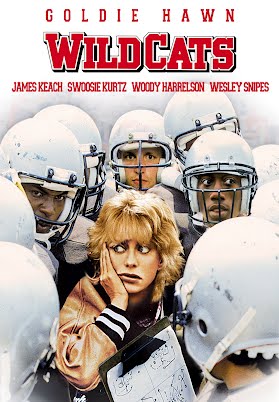 GOLDIE HAWN
WILDCATS
JAMES KEACH SWOOSIE KURTZ WOODY HARRELSON WESLEY SNIPES